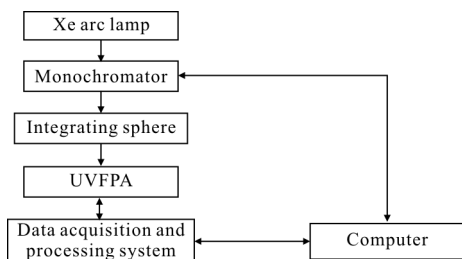 Xe arc lamp
Monochromator
Integrating sphere
UVFPA
Data acquisition and
processing system
Computer